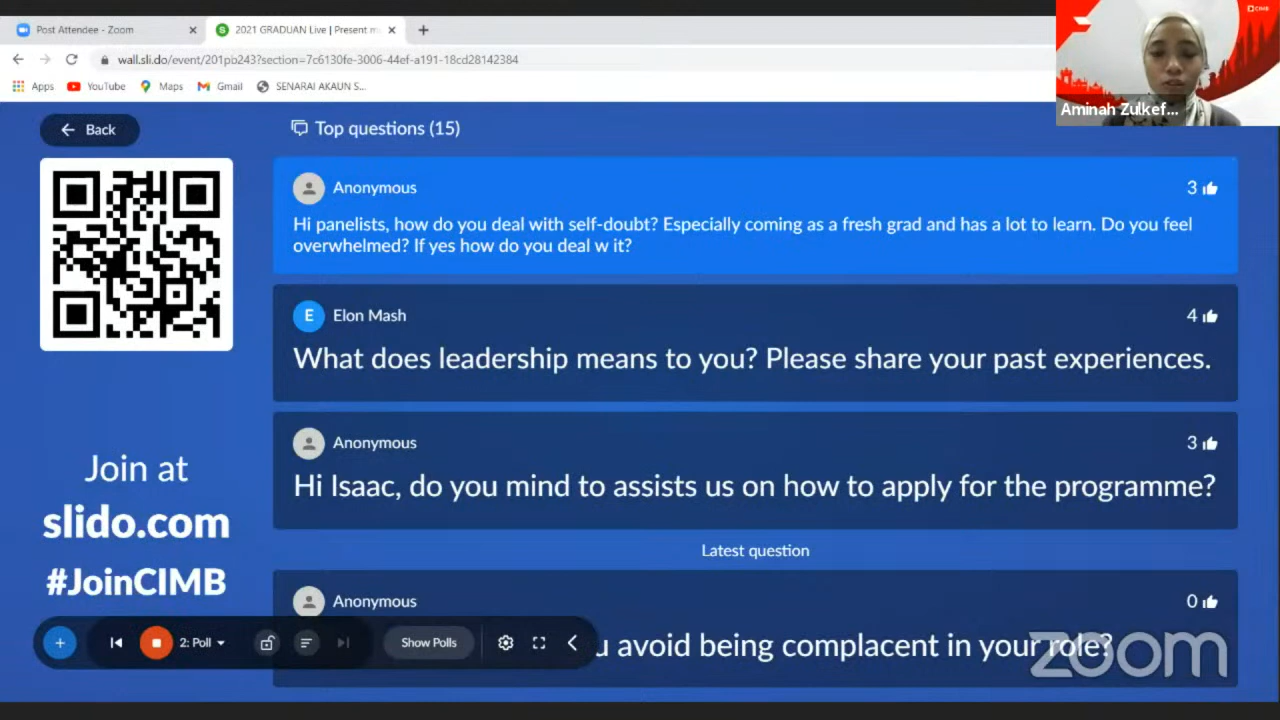 Post Attendee - Zoom
2021 GRADUAN Live | Present m
wall.sli.do/event/201pb243?section=7c6130fe-3006-44ef-a191-18cd28142384
Apps YouTube Maps Gmail SENARAI AKAUN S...
CIMB
Aminah Zulkef...
Back
Top questions (15)
Anonymous 3
Hi panelists, how do you deal with self-doubt? Especially coming as a fresh grad and has a lot to learn. Do you feel
overwhelmed? If yes how do you deal w it?
E Elon Mash 4
What does leadership means to you? Please share your past experiences.
Anonymous 3
Hi Isaac, do you mind to assists us on how to apply for the programme?
Join at
slido.com
#JoinCIMB
Latest question
Anonymous 0
u avoid being complacent in your role?
2: Poll
Show Polls
zoom